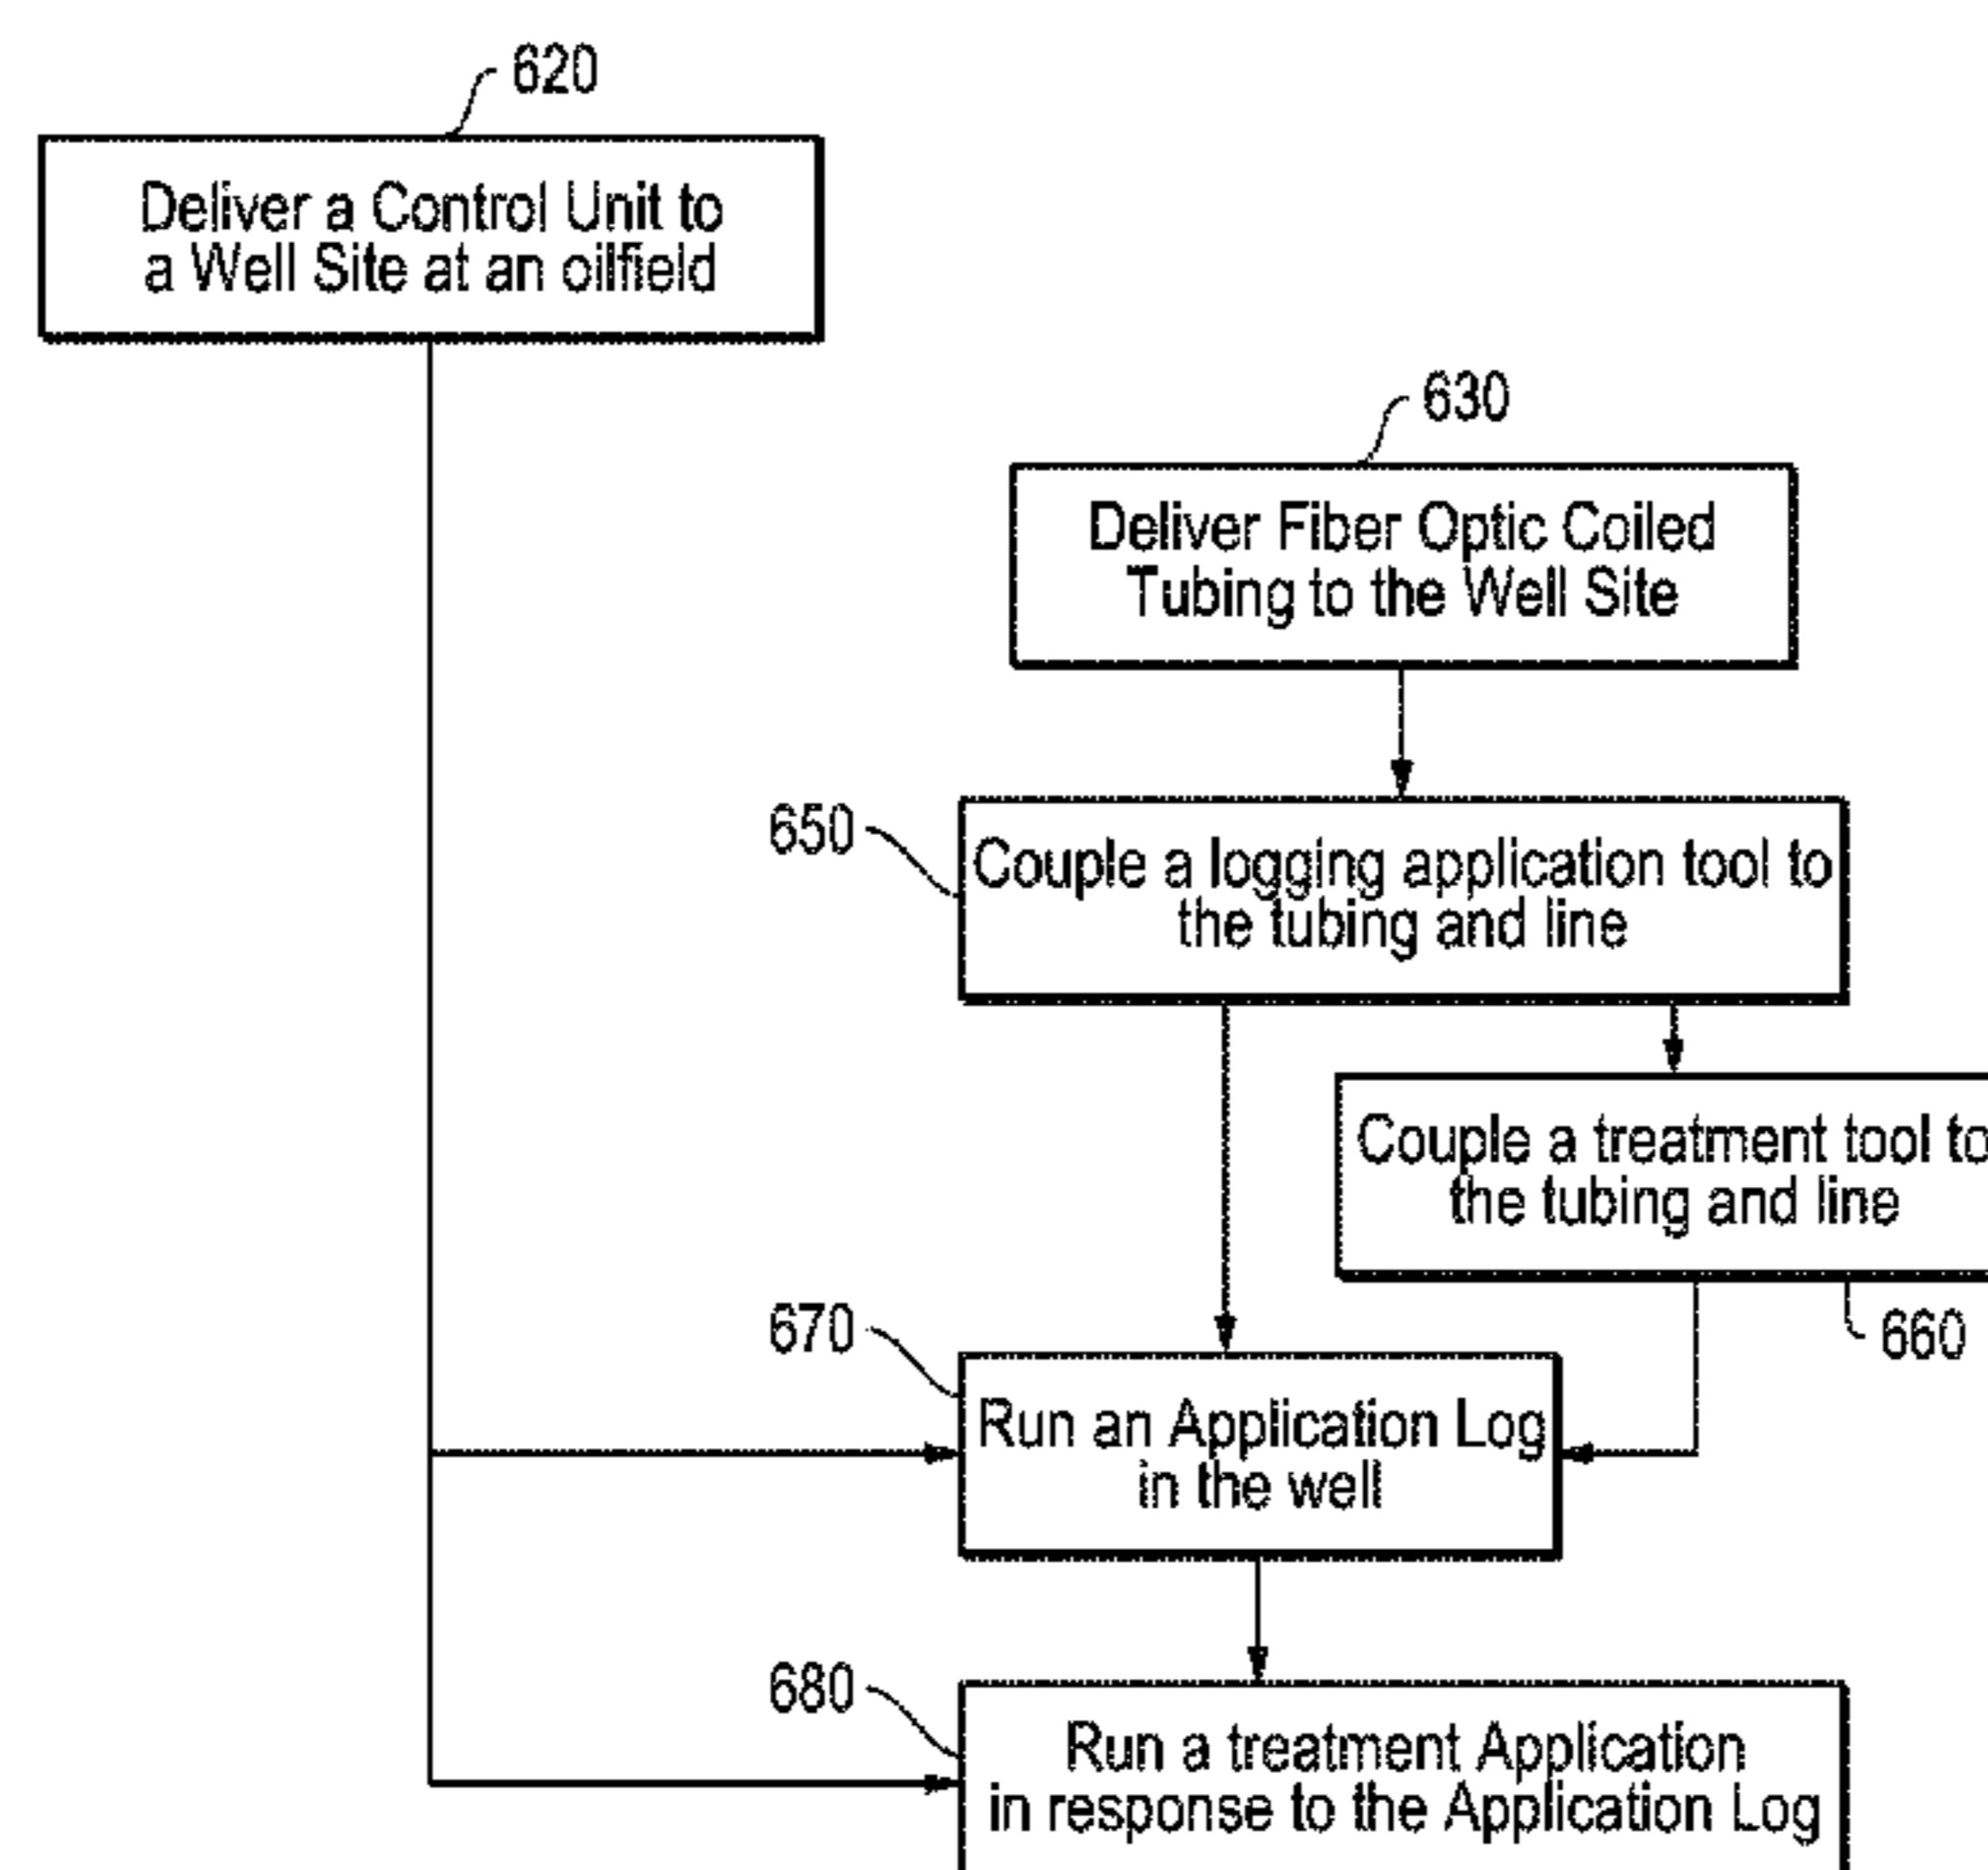 620
Deliver a Control Unit to
a Well Site at an oilfield
630
Deliver Fiber Optic Coiled
Tubing to the Well Site
650
Couple a logging application tool to
the tubing and line
Couple a treatment tool to
the tubing and line
660
670
Run an Application Log
in the well
680
Run a treatment Application
in response to the Application Log